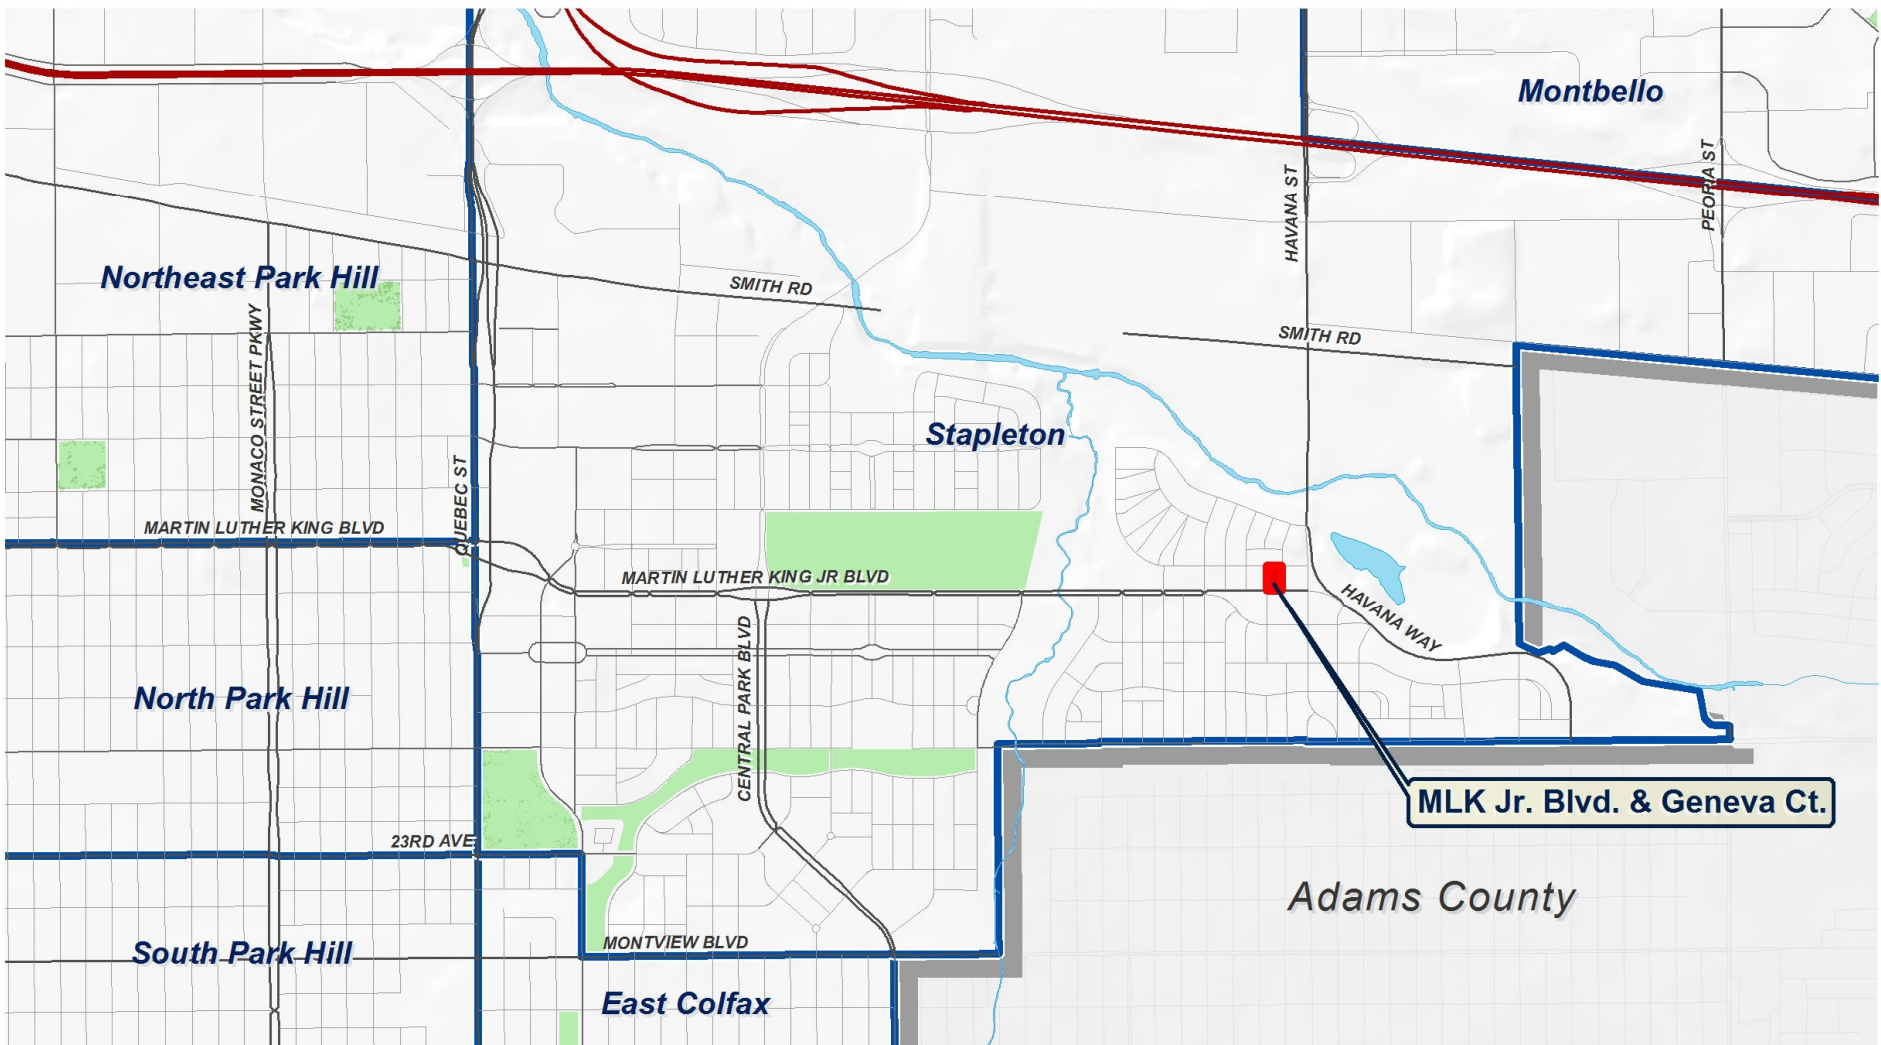 Montbello
PEORIA ST
HAVANA ST
Northeast Park Hill
SMITH RD
SMITH RD
MONACO STREET PKWY
Stapleton
QUEBEC ST
MARTIN LUTHER KING BLVD
MARTIN LUTHER KING JR BLVD
HAVANA WAY
CENTRAL PARK BLVD
North Park Hill
MLK Jr. Blvd. & Geneva Ct.
23RD AVE
Adams County
MONTVIEW BLVD
South Park Hill
East Colfax